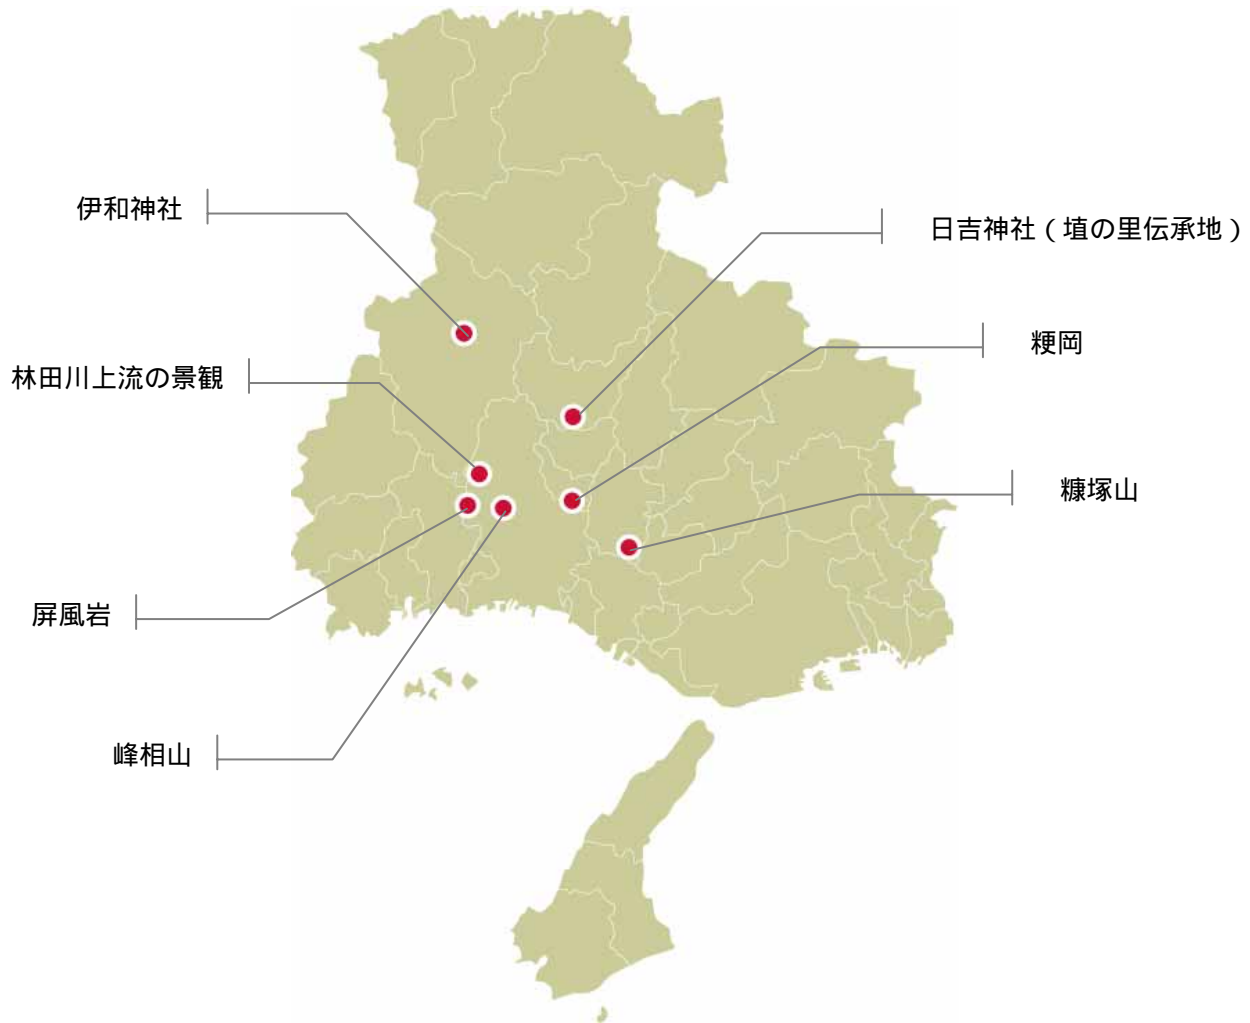 伊和神社
日吉神社(埴の里伝承地)
粳岡
林田川上流の景観
糠塚山
屏風岩
峰相山